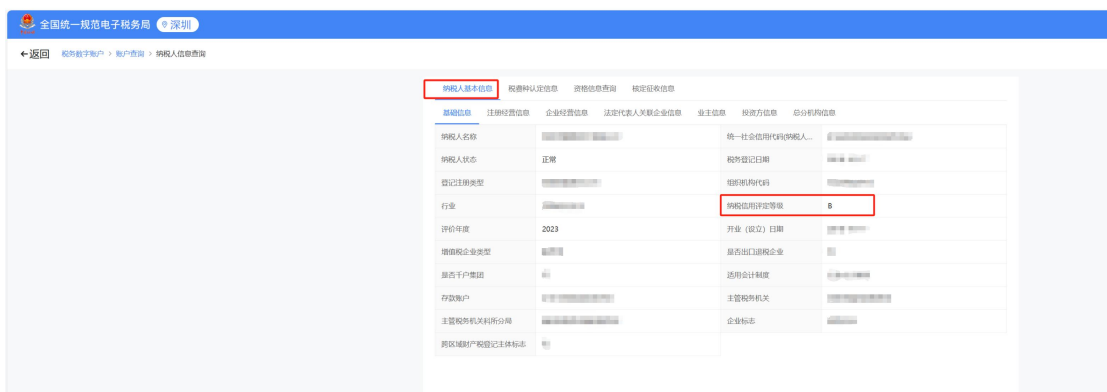 全国统一规范电子税务局 深圳
返回 税务数字账户 > 账户查询 > 纳税人信息查询
纳税人基本信息 税费种认定信息 资格信息查询 核定征收信息
基础信息 注册经营信息 企业经营信息 法定代表人关联企业信息 业主信息 投资方信息 总分机构信息
纳税人名称 统一社会信用代码(纳税人...
纳税人状态 正常 税务登记日期
登记注册类型 组织机构代码
行业 纳税信用评定等级 B
评价年度 2023 开业（设立）日期
增值税企业类型 是否出口退税企业
是否千户集团 适用会计制度
存款账户 主管税务机关
主管税务机关科所分局 企业标志
跨区域财产税登记主体标志